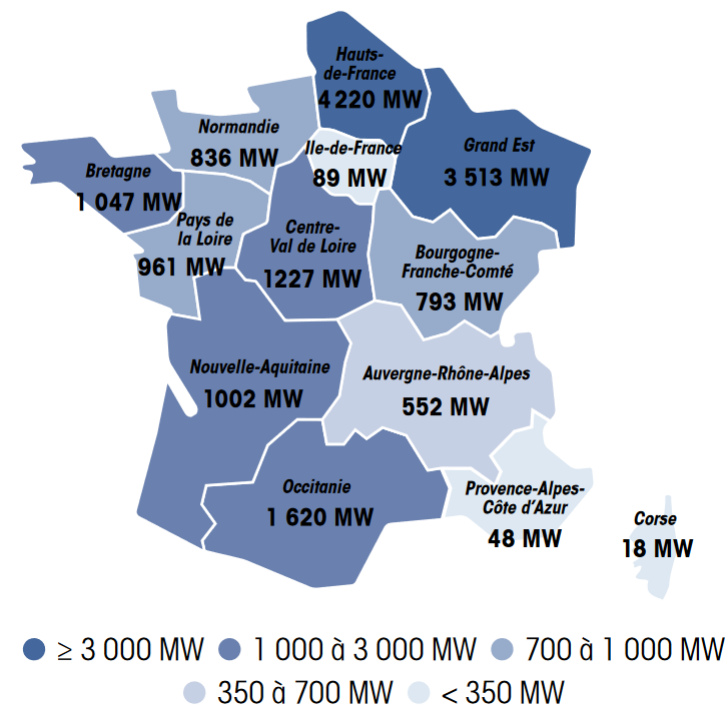 Hauts-
de-France
4 220 MW
Normandie
836 MW
Ile-de-France
89 MW
Grand Est
3 513 MW
Bretagne
1 047 MW
Pays de
la Loire
961 MW
Centre-
Val de Loire
1227 MW
Bourgogne-
Franche-Comté
793 MW
Nouvelle-Aquitaine
1002 MW
Auvergne-Rhône-Alpes
552 MW
Occitanie
1 620 MW
Provence-Alpes-
Côte d'Azur
48 MW
Corse
18 MW
≥ 3 000 MW 1 000 à 3 000 MW 700 à 1 000 MW
350 à 700 MW < 350 MW